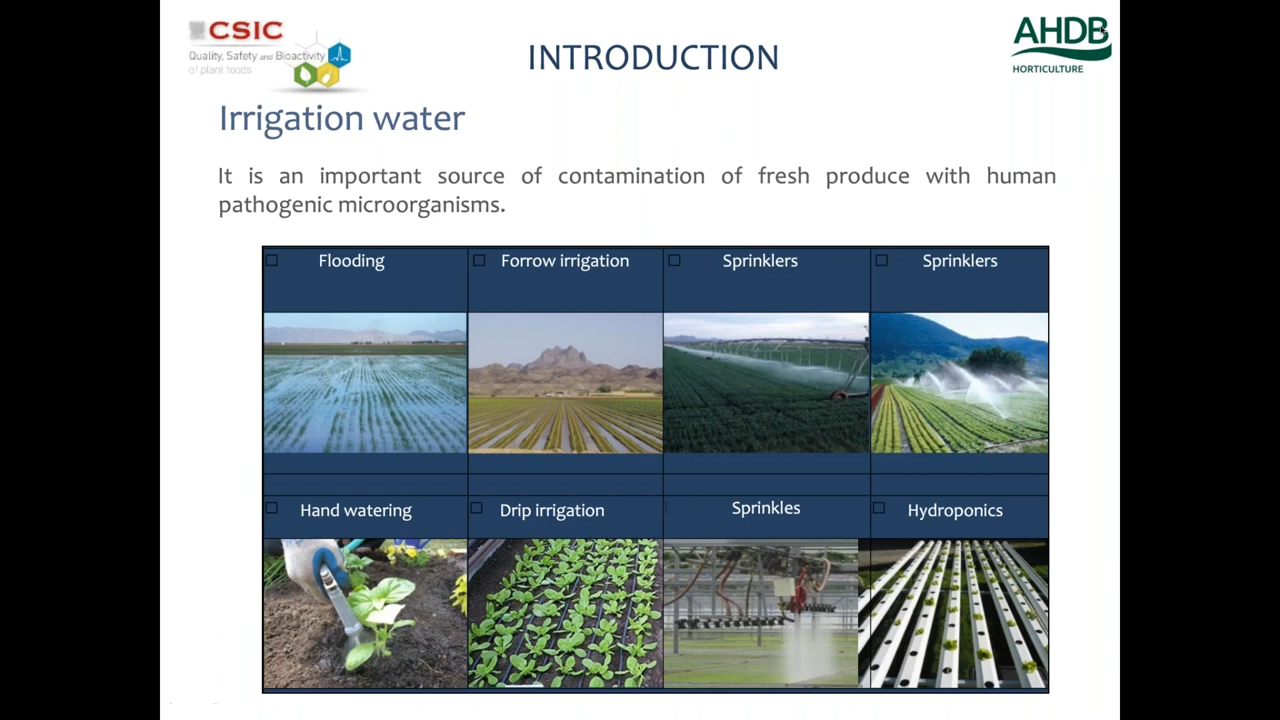 CSIC
Quality, Safety and Bioactivity
of plant foods
INTRODUCTION
AHDB
HORTICULTURE
Irrigation water
It is an important source of contamination of fresh produce with human
pathogenic microorganisms.
Flooding
Forrow irrigation
Sprinklers
Sprinklers
Hand watering
Drip irrigation
Sprinkles
Hydroponics